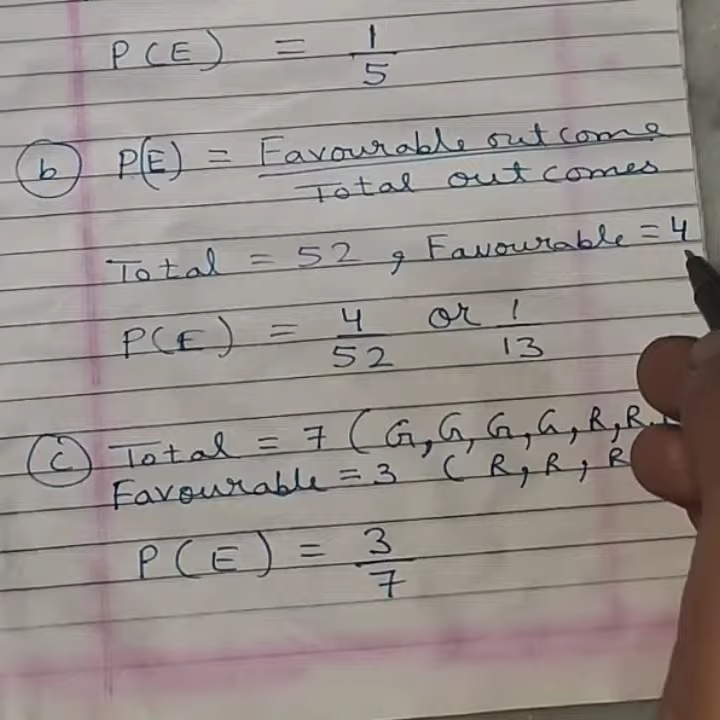 P(E) = 1/5
(b) P(E) = Favourable outcome / Total outcomes
Total = 52 , Favourable = 4
P(E) = 4/52 or 1/13
(c) Total = 7 ( G, G, G, G, R, R,
Favourable = 3 ( R, R, R
P(E) = 3/7